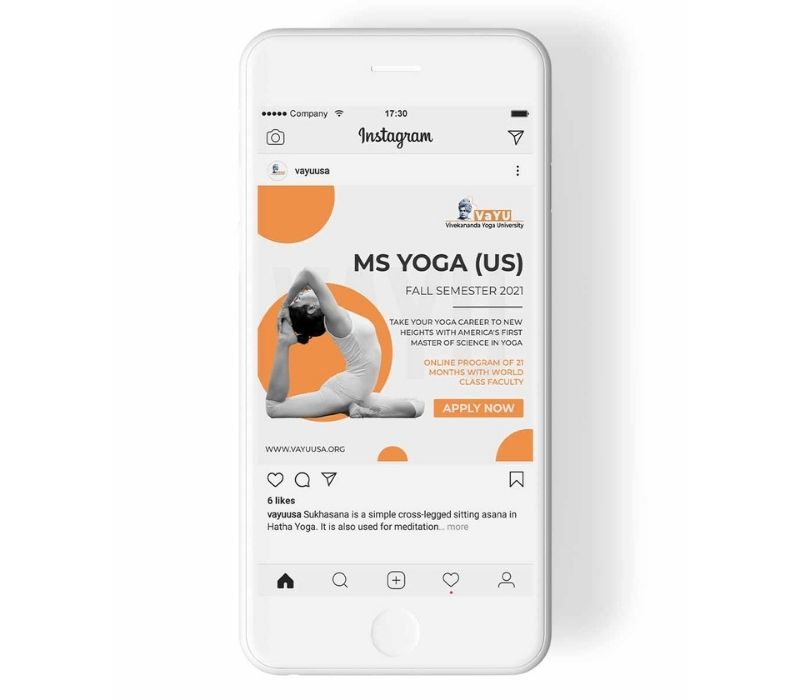 Company 17:30
Instagram
vayuusa
VaYU
Vivekananda Yoga University
MS YOGA (US)
FALL SEMESTER 2021
TAKE YOUR YOGA CAREER TO NEW
HEIGHTS WITH AMERICA'S FIRST
MASTER OF SCIENCE IN YOGA
ONLINE PROGRAM OF 21
MONTHS WITH WORLD
CLASS FACULTY
APPLY NOW
WWW.VAYUUSA.ORG
6 likes
vayuusa Sukhasana is a simple cross-legged sitting asana in
Hatha Yoga. It is also used for meditation... more